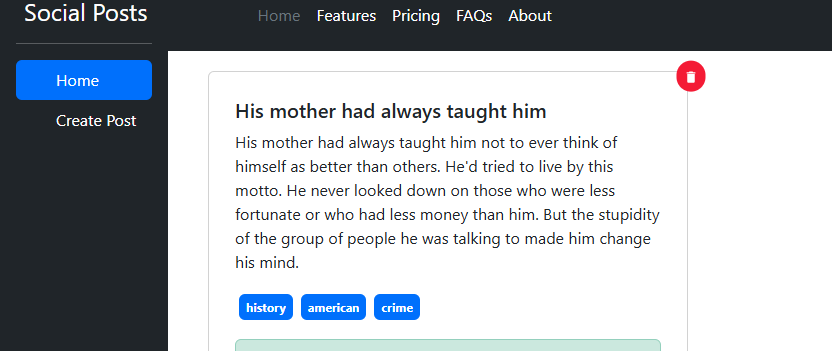 Social Posts
Home Features Pricing FAQs About
Home
Create Post
His mother had always taught him
His mother had always taught him not to ever think of
himself as better than others. He'd tried to live by this
motto. He never looked down on those who were less
fortunate or who had less money than him. But the stupidity
of the group of people he was talking to made him change
his mind.
history american crime